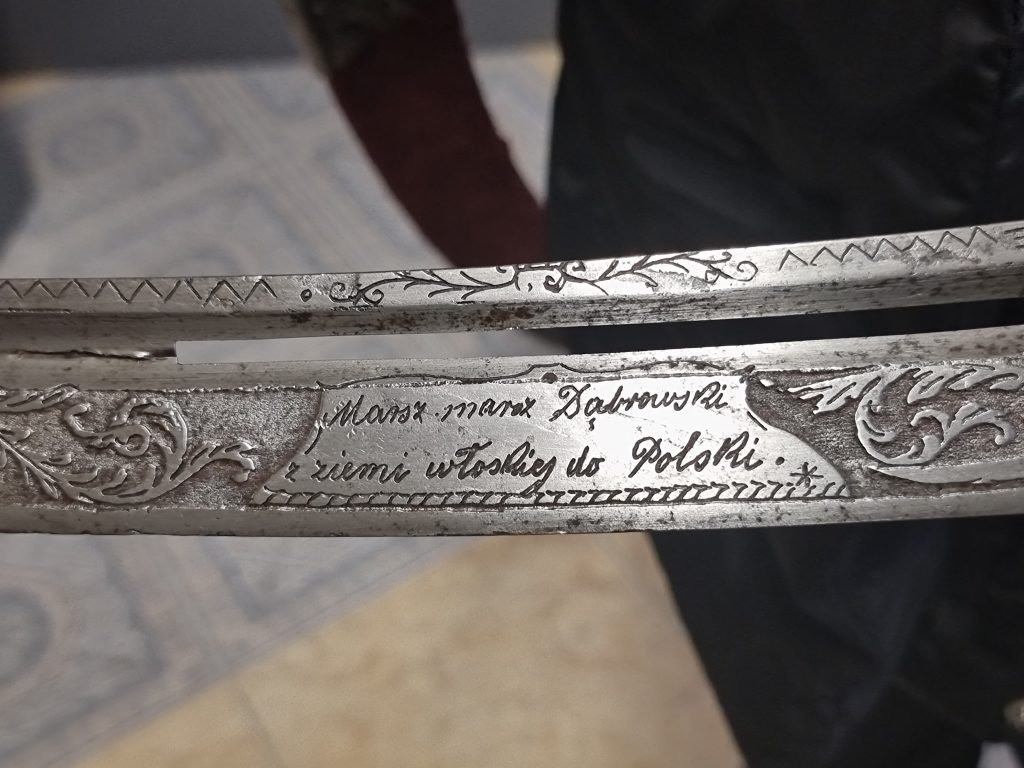 Marsz marsz Dąbrowski
z ziemi włoskiej do Polski. *